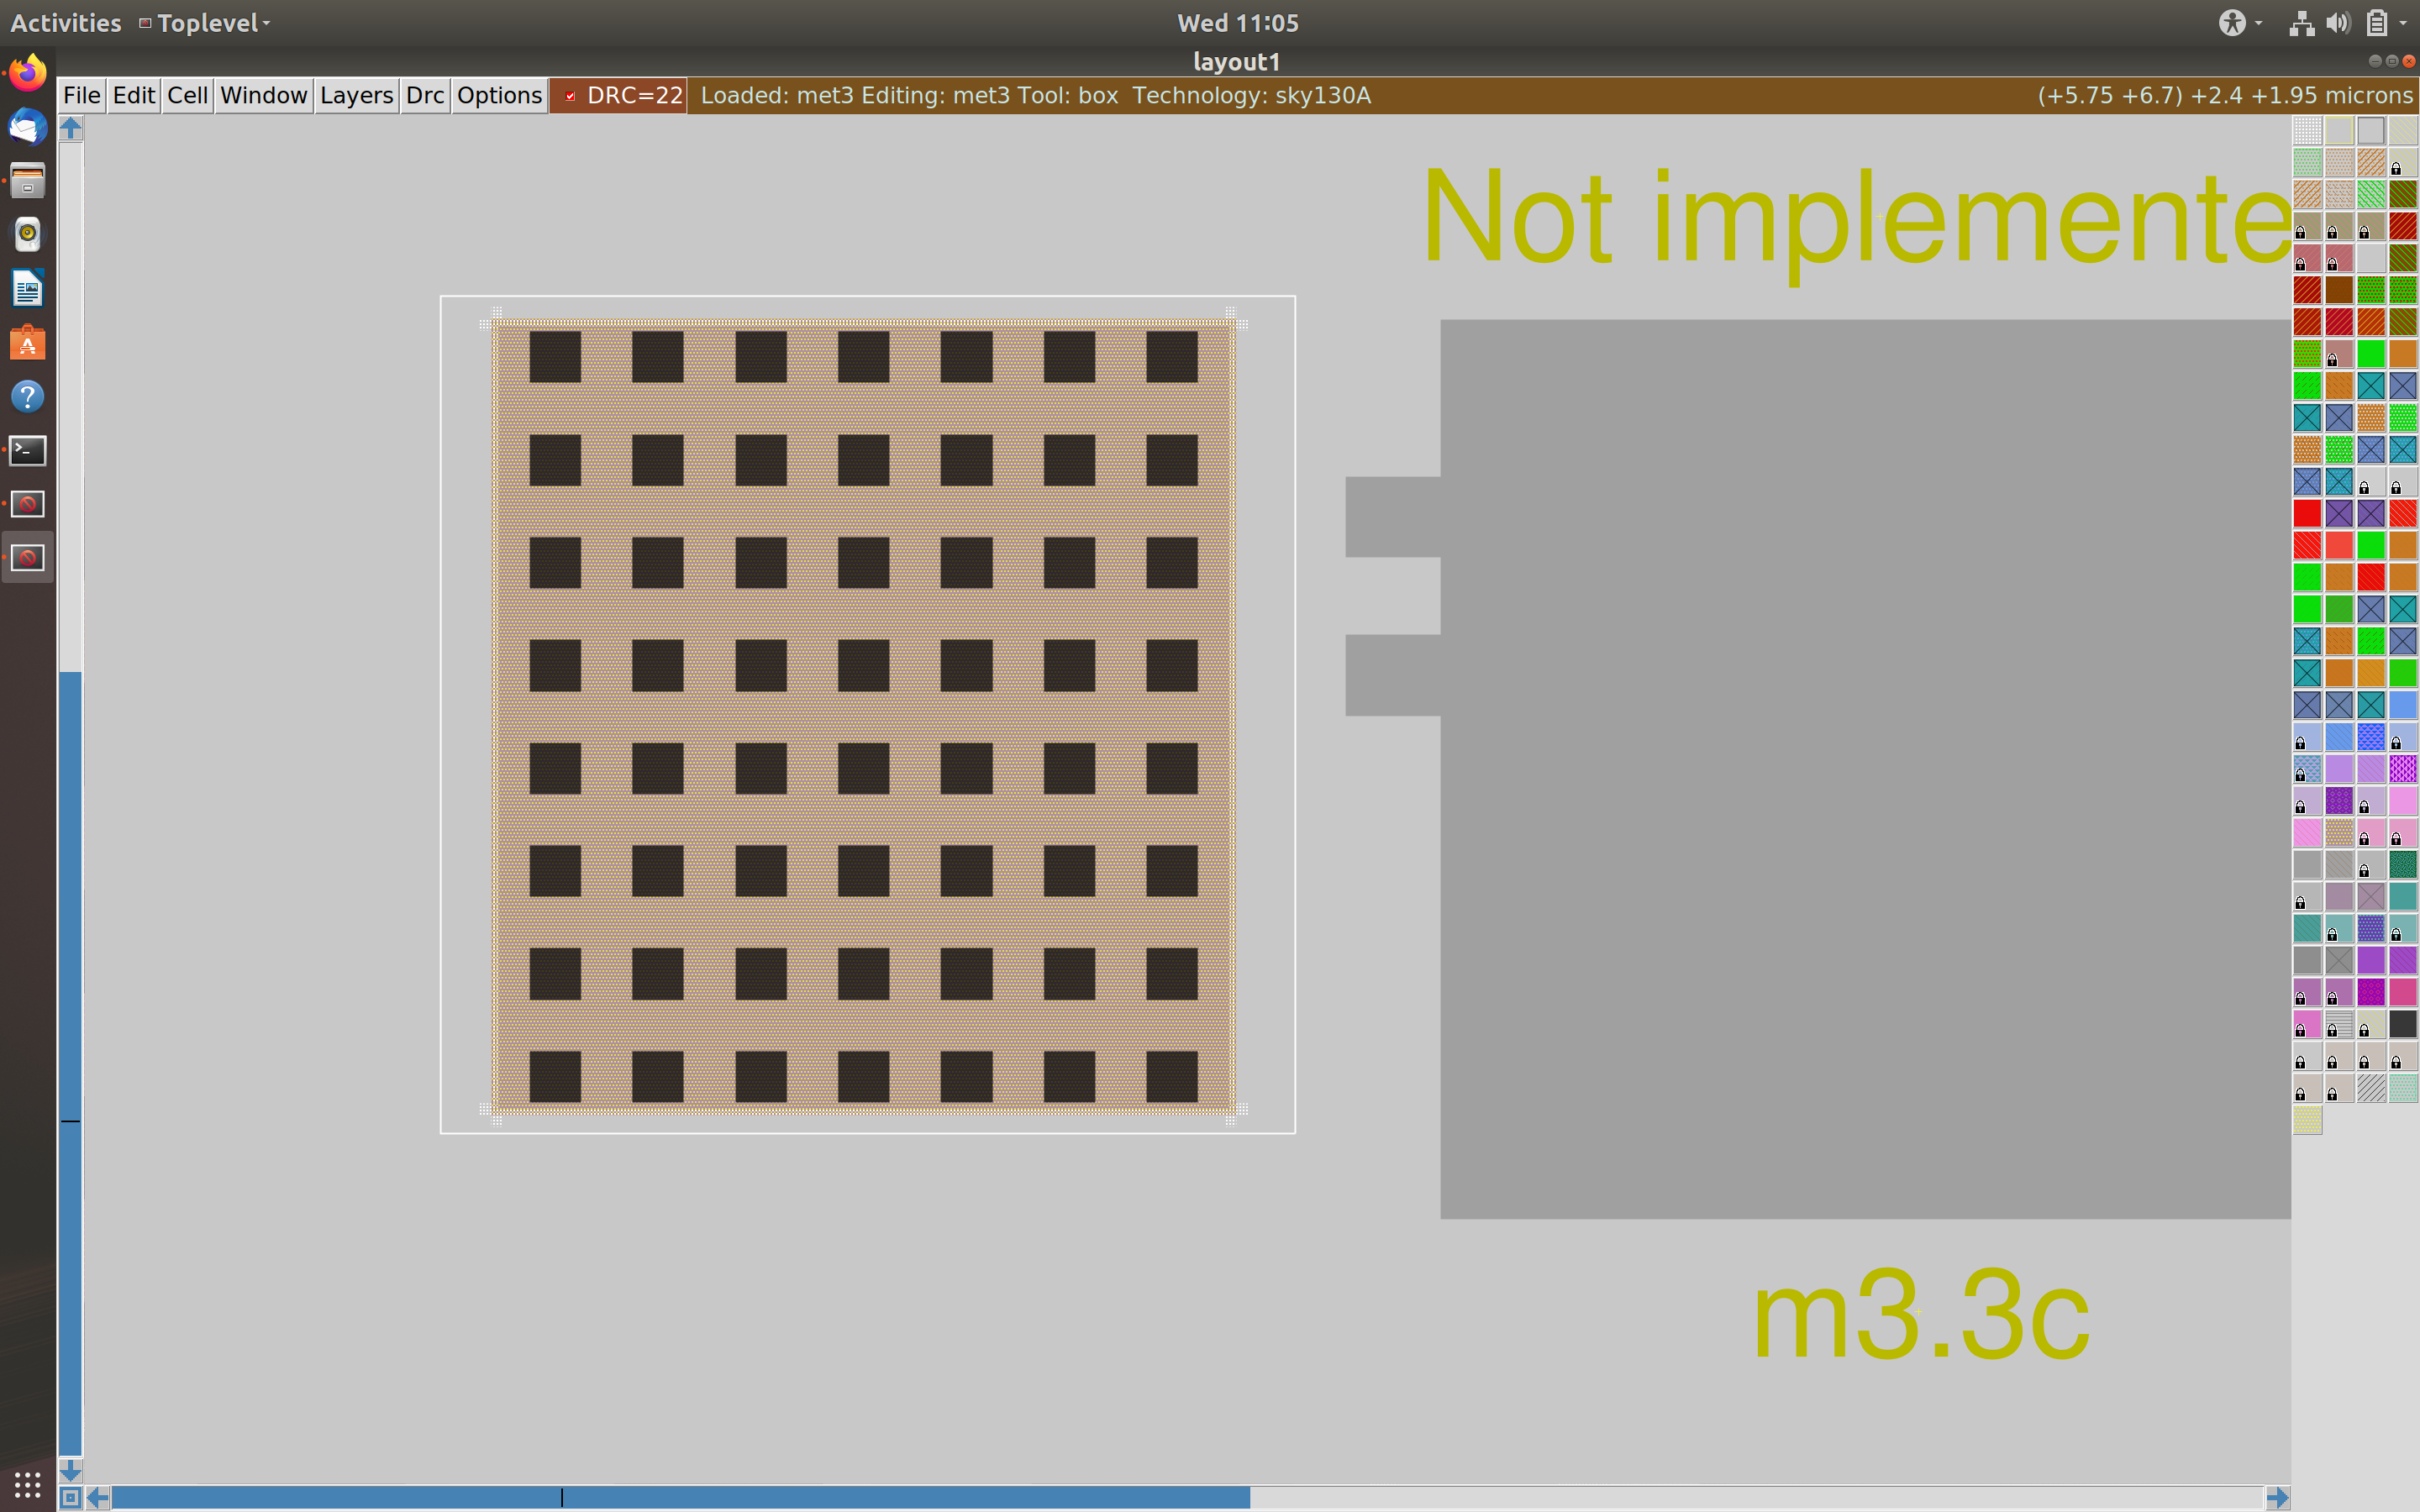 Activities Toplevel Wed 11:05
layout1
File Edit Cell Window Layers Drc Options DRC=22 Loaded: met3 Editing: met3 Tool: box Technology: sky130A (+5.75 +6.7) +2.4 +1.95 microns
Not implemente
m3.3c